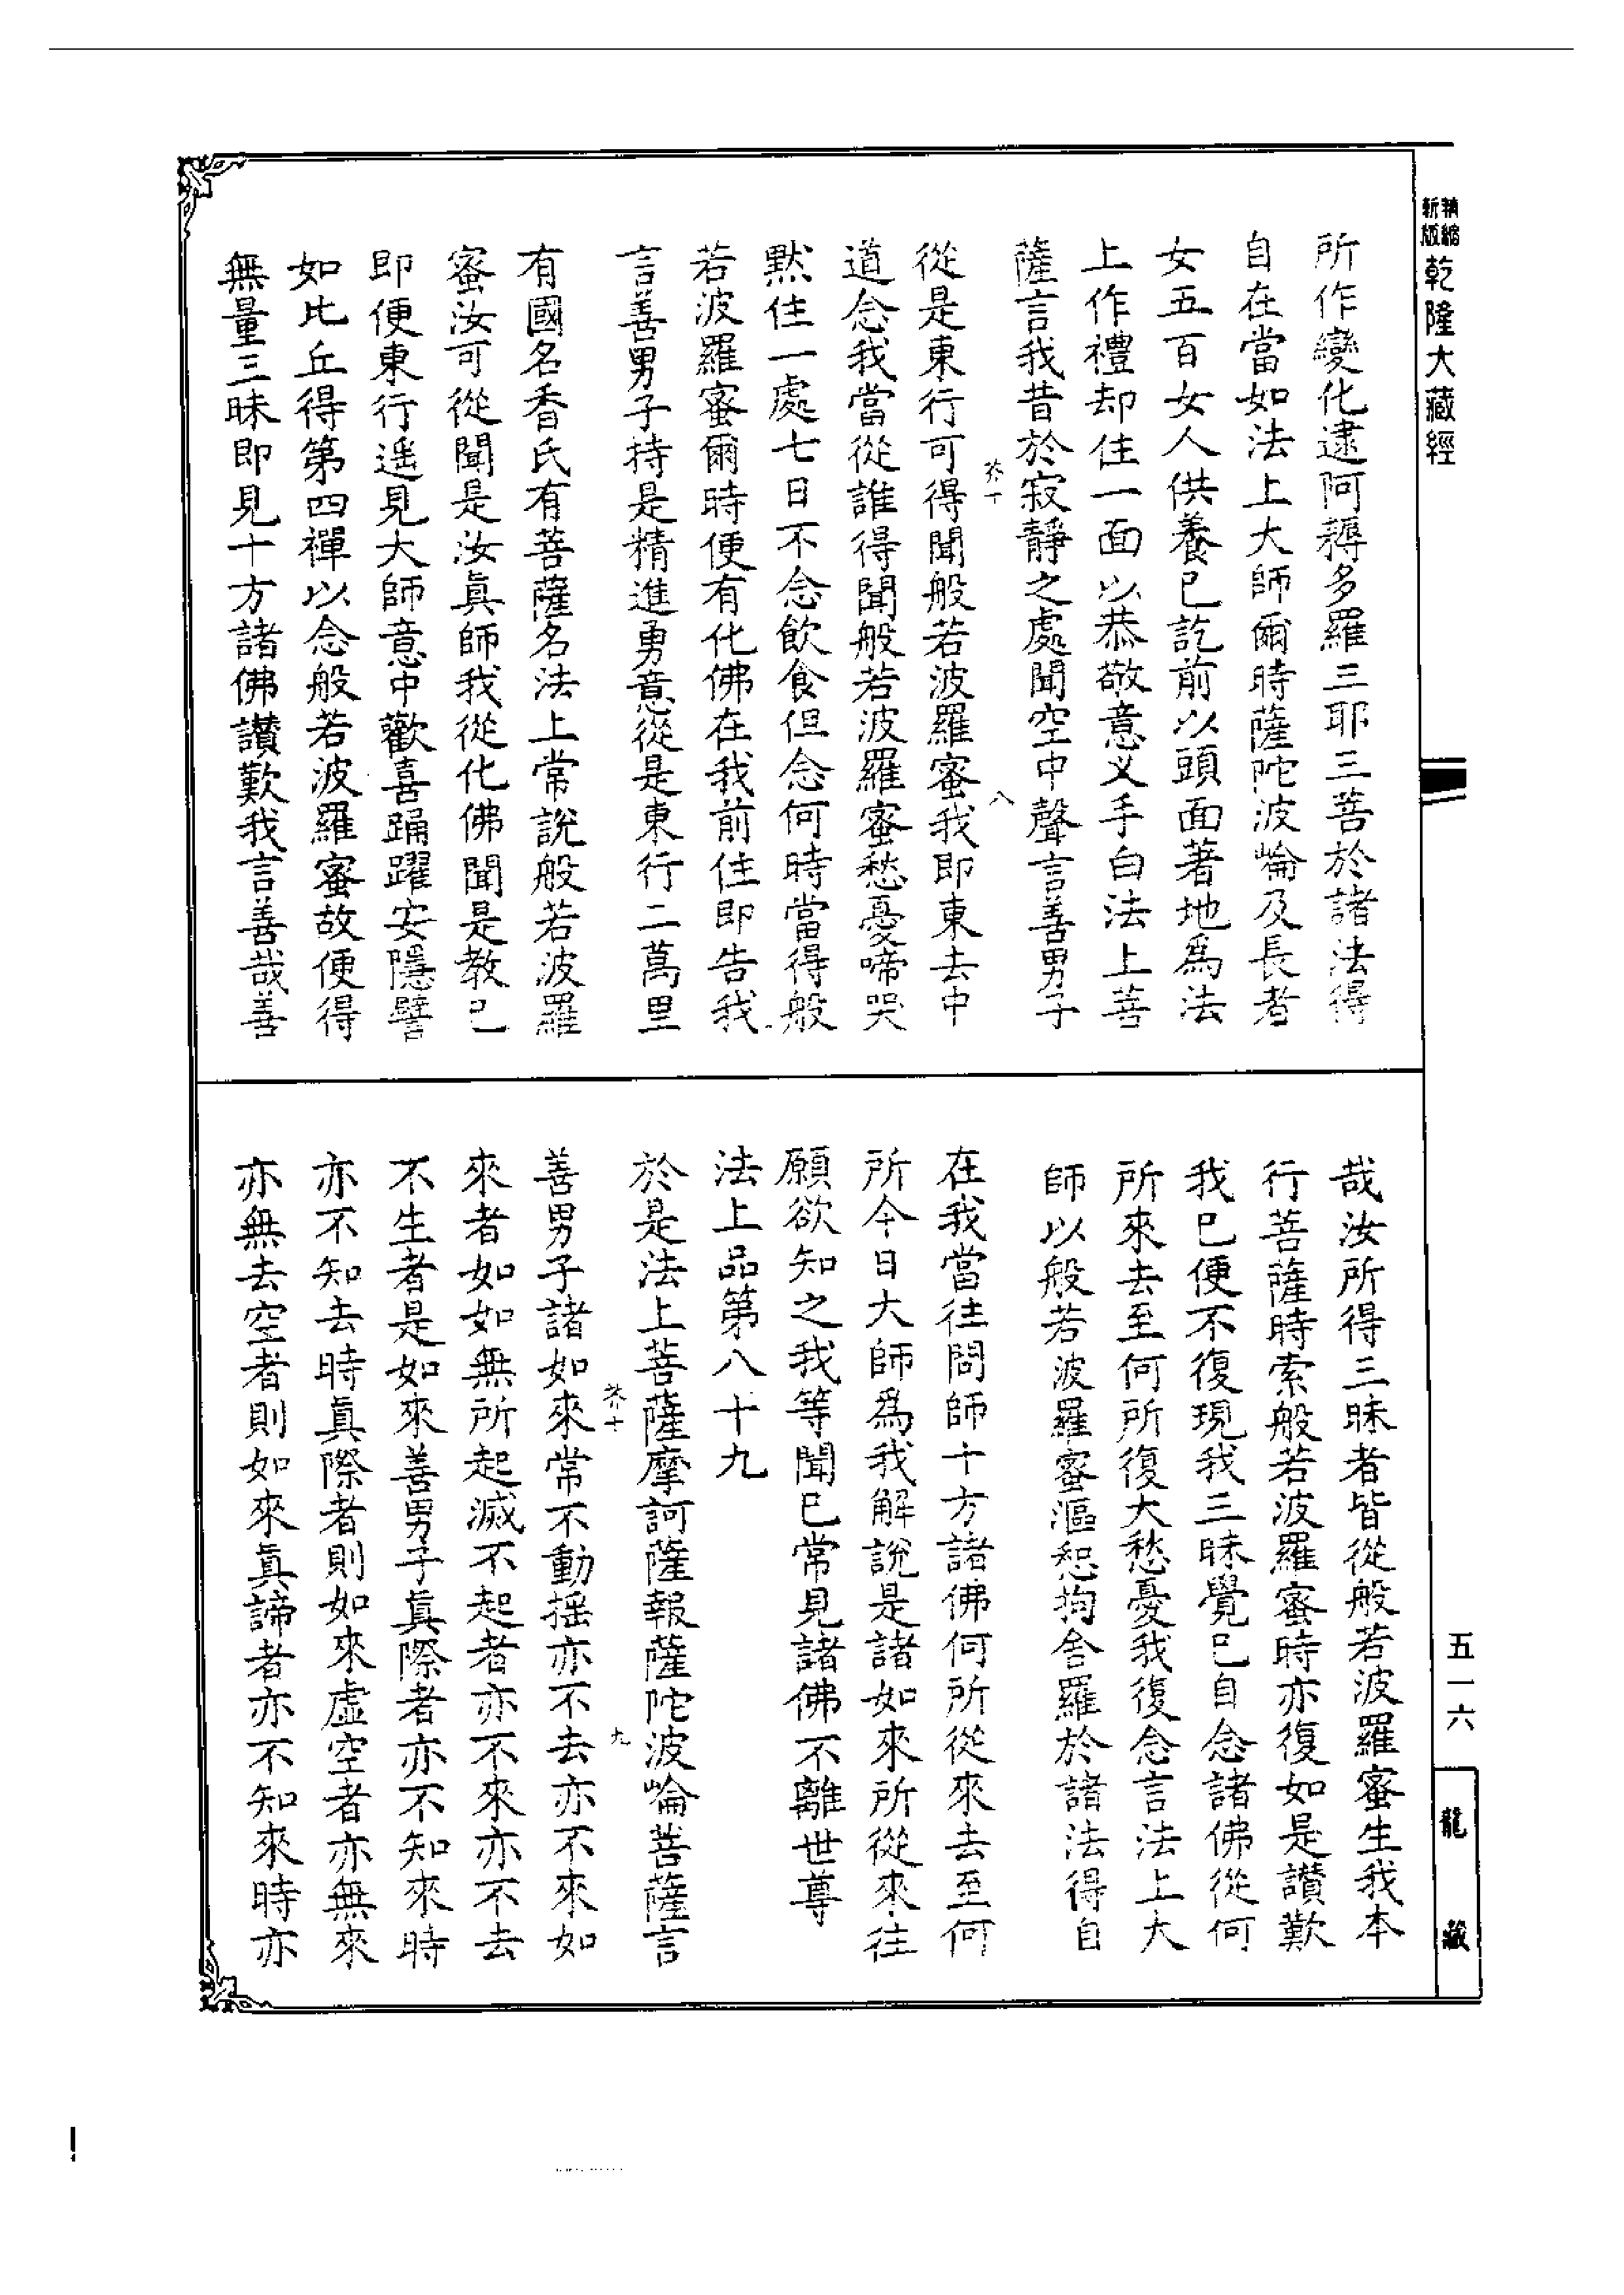 精縮
新版
乾隆大藏經
所作變化逮阿耨多羅三耶三菩於諸法得
自在當如法上大師爾時薩陀波崙及長者
女五百女人供養已訖前以頭面著地爲法
上作禮却住一面以恭敬意叉手白法上菩
薩言我昔於寂靜之處聞空中聲言善男子
八
從是東行可得聞般若波羅蜜我即東去中
道念我當從誰得聞般若波羅蜜愁憂啼哭
默住一處七日不念飲食但念何時當得般
若波羅蜜爾時便有化佛在我前住即告我
言善男子持是精進勇意從是東行二萬里
有國名香氏有菩薩名法上常說般若波羅
蜜汝可從聞是汝眞師我從化佛聞是教已
即便東行遥見大師意中歡喜踊躍安隱譬
如比丘得第四禪以念般若波羅蜜故便得
無量三昧即見十方諸佛讃歎我言善哉善
哉汝所得三昧者皆從般若波羅蜜生我本
行菩薩時索般若波羅蜜時亦復如是讃歎
我已便不復現我三昧覺已自念諸佛從何
所來去至何所復大愁憂我復念言法上大
師以般若波羅蜜漚惒拘舍羅於諸法得自
在我當往問師十方諸佛何所從來去至何
所今日大師爲我解說是諸如來所從來往
願欲知之我等聞已常見諸佛不離世尊
法上品第八十九
於是法上菩薩摩訶薩報薩陀波崙菩薩言
九
善男子諸如來常不動摇亦不去亦不來如
來者如如無所起滅不起者亦不來亦不去
不生者是如來善男子眞際者亦不知來時
亦不知去時眞際者則如來虛空者亦無來
亦無去空者則如來眞諦者亦不知來時亦
五一六
龍藏